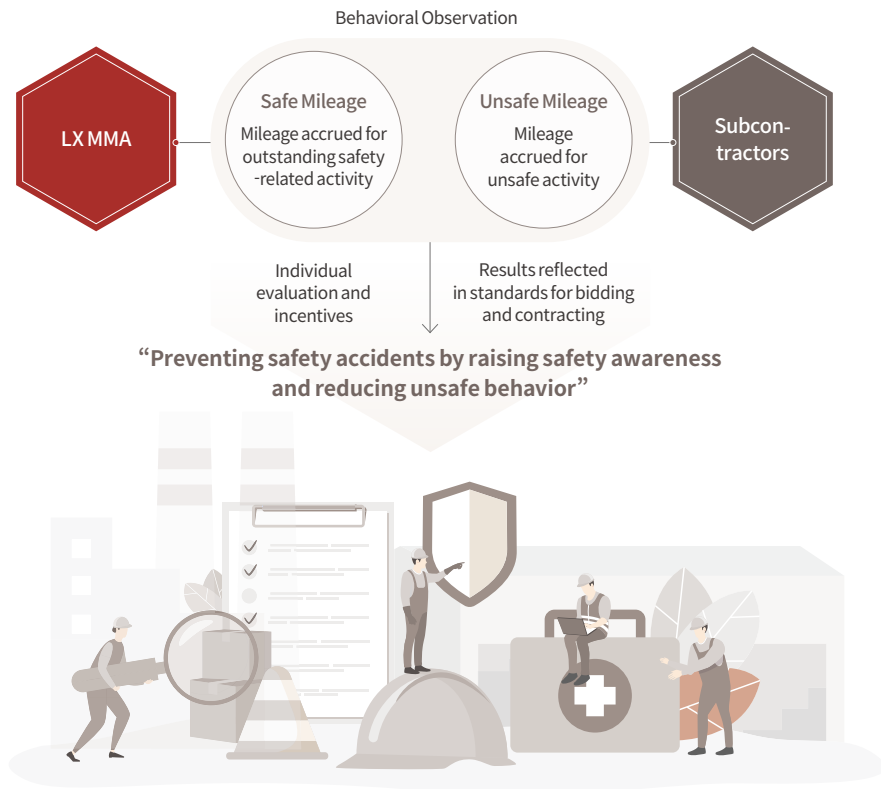 Behavioral Observation
LX MMA
Safe Mileage
Mileage accrued for
outstanding safety
-related activity
Unsafe Mileage
Mileage
accrued for
unsafe activity
Subcon-
tractors
Individual
evaluation and
incentives
Results reflected
in standards for bidding
and contracting
“Preventing safety accidents by raising safety awareness
and reducing unsafe behavior”